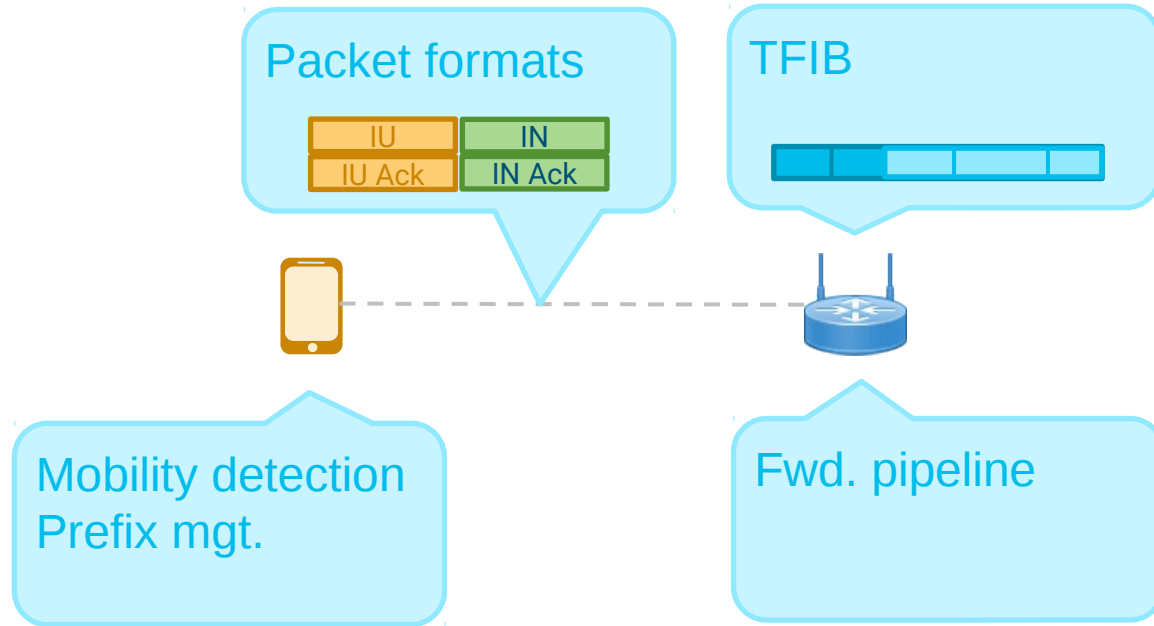 Packet formats
IU
IN
IU Ack
IN Ack
TFIB
Mobility detection
Prefix mgt.
Fwd. pipeline